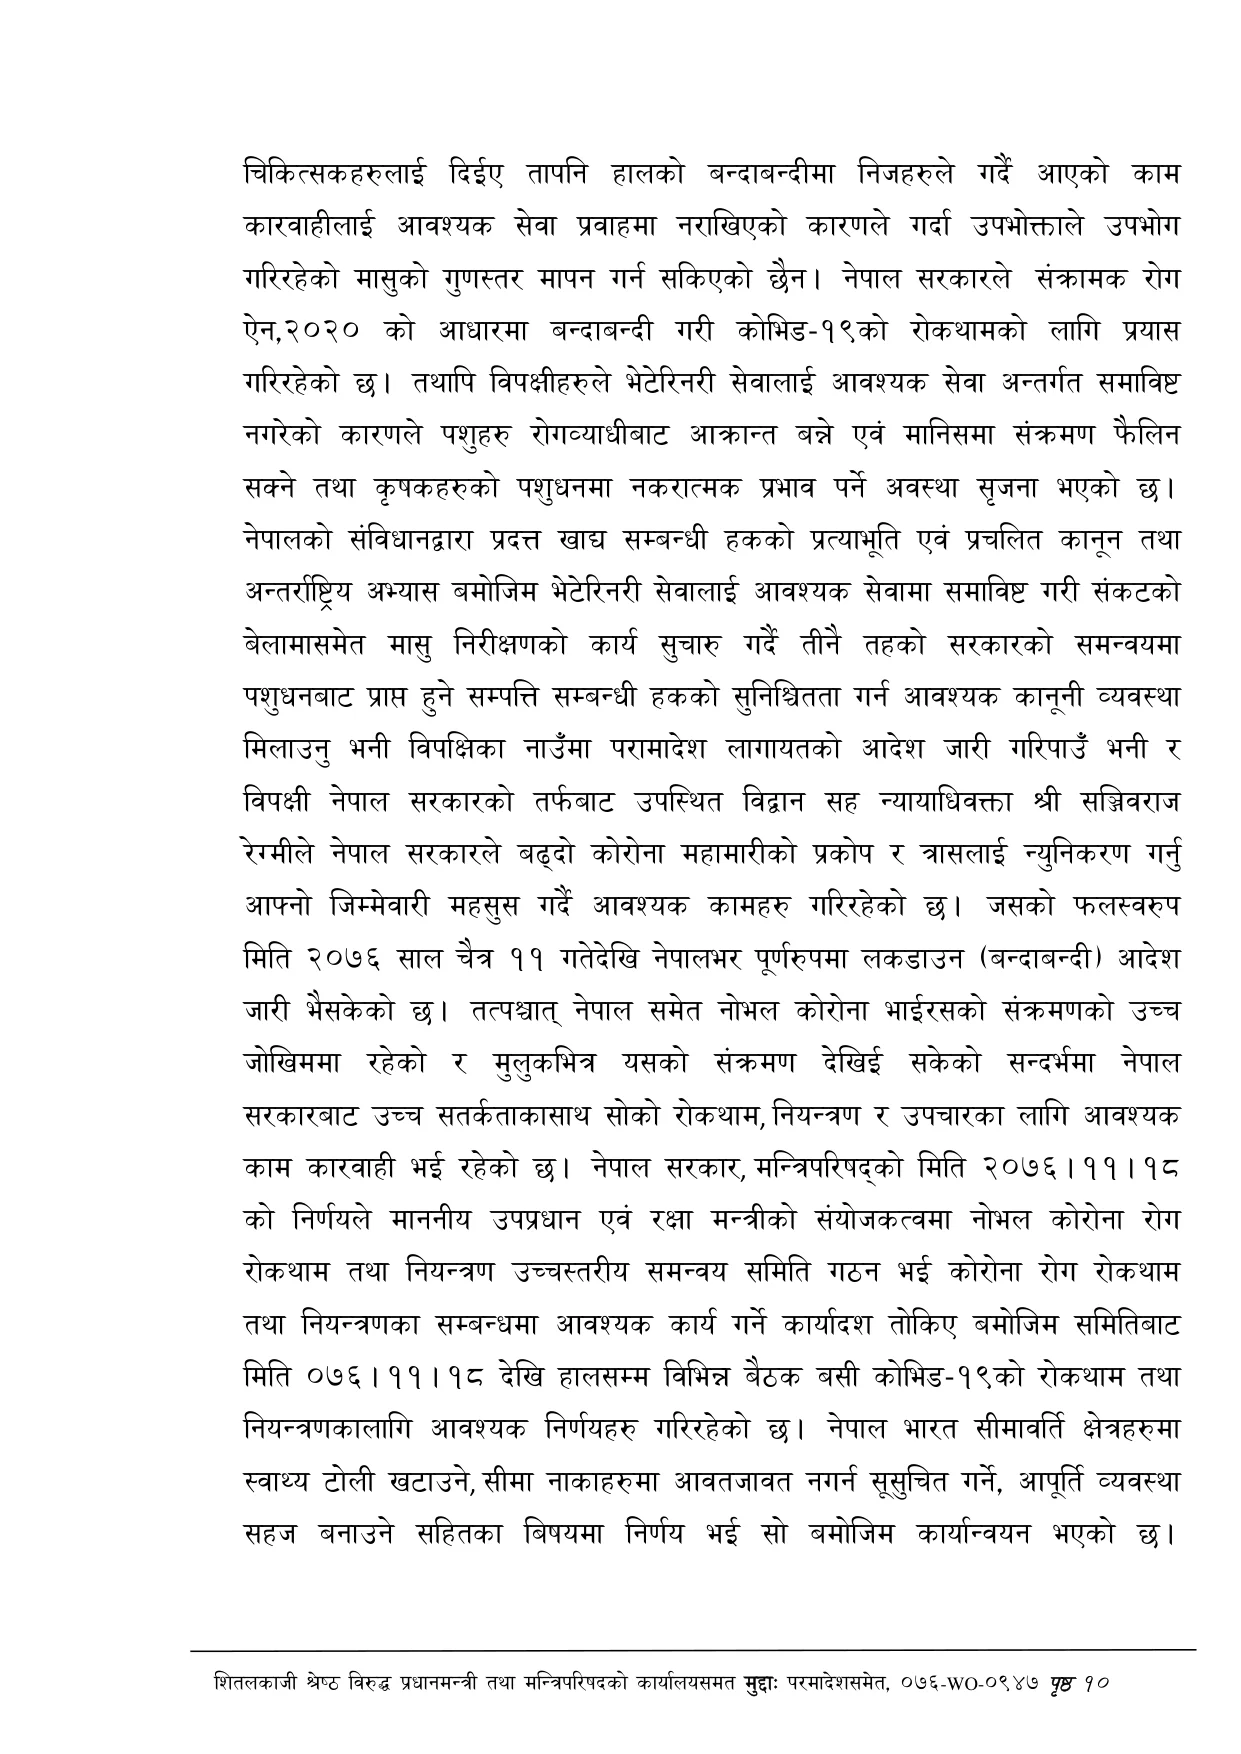 चिकित्सकहरुलाई दिईए तापनि हालको बन्दाबन्दीमा निजहरुले गर्दै आएको काम
कारवाहीलाई आवश्यक सेवा प्रवाहमा नराखिएको कारणले गर्दा उपभोक्ताले उपभोग
गरिरहेको मासुको गुणस्तर मापन गर्न सकिएको छैन। नेपाल सरकारले संक्रामक रोग
ऐन,२०२० को आधारमा बन्दाबन्दी गरी कोभिड-१९को रोकथामको लागि प्रयास
गरिरहेको छ। तथापि विपक्षीहरुले भेटेरिनरी सेवालाई आवश्यक सेवा अन्तर्गत समाविष्ट
नगरेको कारणले पशुहरु रोगव्याधीबाट आक्रान्त बन्ने एवं मानिसमा संक्रमण फैलिन
सक्ने तथा कृषकहरुको पशुधनमा नकरात्मक प्रभाव पर्ने अवस्था सृजना भएको छ।
नेपालको संविधानद्वारा प्रदत्त खाद्य सम्बन्धी हकको प्रत्याभूति एवं प्रचलित कानून तथा
अन्तर्राष्ट्रिय अभ्यास बमोजिम भेटेरिनरी सेवालाई आवश्यक सेवामा समाविष्ट गरी संकटको
बेलामासमेत मासु निरीक्षणको कार्य सुचारु गर्दै तीनै तहको सरकारको समन्वयमा
पशुधनबाट प्राप्त हुने सम्पत्ति सम्बन्धी हकको सुनिश्चितता गर्न आवश्यक कानूनी व्यवस्था
मिलाउनु भनी विपक्षिका नाउँमा परामादेश लागायतको आदेश जारी गरिपाउँ भनी र
विपक्षी नेपाल सरकारको तर्फबाट उपस्थित विद्वान सह न्यायाधिवक्ता श्री सञ्जिवराज
रेग्मीले नेपाल सरकारले बढ्दो कोरोना महामारीको प्रकोप र त्रासलाई न्युनिकरण गर्नु
आफ्नो जिम्मेवारी महसुस गर्दै आवश्यक कामहरु गरिरहेको छ। जसको फलस्वरुप
मिति २०७६ साल चैत्र ११ गतेदेखि नेपालभर पूर्णरुपमा लकडाउन (बन्दाबन्दी) आदेश
जारी भैसकेको छ। तत्पश्चात् नेपाल समेत नोभल कोरोना भाईरसको संक्रमणको उच्च
जोखिममा रहेको र मुलुकभित्र यसको संक्रमण देखिई सकेको सन्दर्भमा नेपाल
सरकारबाट उच्च सतर्कताकासाथ सोको रोकथाम, नियन्त्रण र उपचारका लागि आवश्यक
काम कारवाही भई रहेको छ। नेपाल सरकार, मन्त्रिपरिषद्को मिति २०७६।११।१८
को निर्णयले माननीय उपप्रधान एवं रक्षा मन्त्रीको संयोजकत्वमा नोभल कोरोना रोग
रोकथाम तथा नियन्त्रण उच्चस्तरीय समन्वय समिति गठन भई कोरोना रोग रोकथाम
तथा नियन्त्रणका सम्बन्धमा आवश्यक कार्य गर्ने कार्यादश तोकिए बमोजिम समितिबाट
मिति ०७६।११।१८ देखि हालसम्म विभिन्न बैठक बसी कोभिड-१९को रोकथाम तथा
नियन्त्रणकालागि आवश्यक निर्णयहरु गरिरहेको छ। नेपाल भारत सीमावर्ति क्षेत्रहरुमा
स्वाथ्य टोली खटाउने, सीमा नाकाहरुमा आवतजावत नगर्न सूसुचित गर्ने, आपूर्ति व्यवस्था
सहज बनाउने सहितका बिषयमा निर्णय भई सो बमोजिम कार्यान्वयन भएको छ।
शितलकाजी श्रेष्ठ विरुद्ध प्रधानमन्त्री तथा मन्त्रिपरिषदको कार्यालयसमत मुद्दाः परमादेशसमेत, ०७६-WO-०९४७ पृष्ठ १०